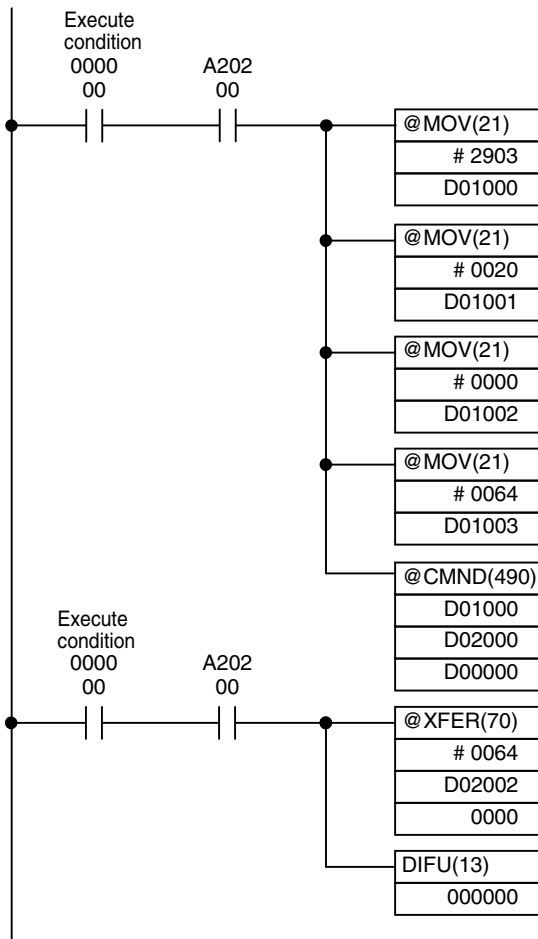 Execute
condition
0000
00
A202
00
@MOV(21)
# 2903
D01000
@MOV(21)
# 0020
D01001
@MOV(21)
# 0000
D01002
@MOV(21)
# 0064
D01003
@CMND(490)
D01000
D02000
D00000
Execute
condition
0000
00
A202
00
@XFER(70)
# 0064
D02002
0000
DIFU(13)
000000